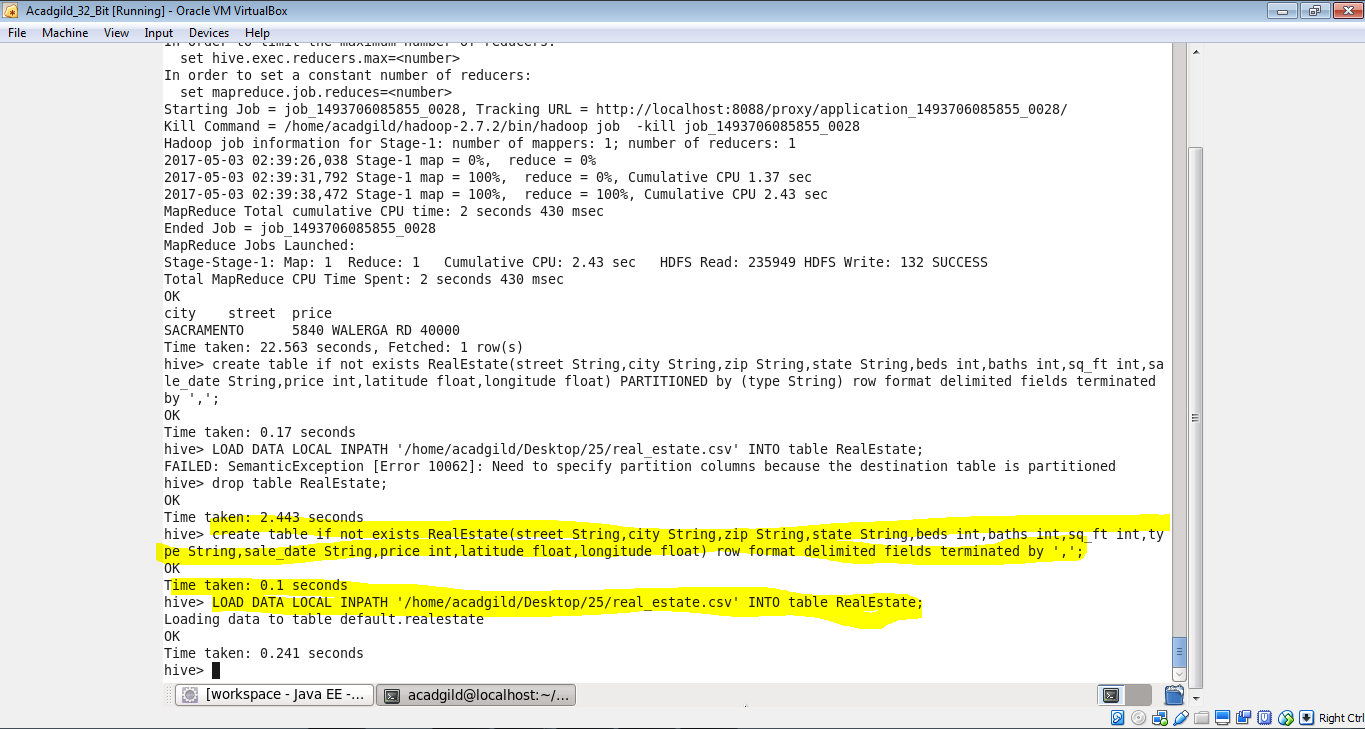 Acadgild_32_Bit [Running] - Oracle VM VirtualBox
File Machine View Input Devices Help
In order to limit the maximum number of reducers:
  set hive.exec.reducers.max=<number>
In order to set a constant number of reducers:
  set mapreduce.job.reduces=<number>
Starting Job = job_1493706085855_0028, Tracking URL = http://localhost:8088/proxy/application_1493706085855_0028/
Kill Command = /home/acadgild/hadoop-2.7.2/bin/hadoop job  -kill job_1493706085855_0028
Hadoop job information for Stage-1: number of mappers: 1; number of reducers: 1
2017-05-03 02:39:26,038 Stage-1 map = 0%,  reduce = 0%
2017-05-03 02:39:31,792 Stage-1 map = 100%,  reduce = 0%, Cumulative CPU 1.37 sec
2017-05-03 02:39:38,472 Stage-1 map = 100%,  reduce = 100%, Cumulative CPU 2.43 sec
MapReduce Total cumulative CPU time: 2 seconds 430 msec
Ended Job = job_1493706085855_0028
MapReduce Jobs Launched:
Stage-Stage-1: Map: 1  Reduce: 1   Cumulative CPU: 2.43 sec   HDFS Read: 235949 HDFS Write: 132 SUCCESS
Total MapReduce CPU Time Spent: 2 seconds 430 msec
OK
city    street  price
SACRAMENTO      5840 WALERGA RD 40000
Time taken: 22.563 seconds, Fetched: 1 row(s)
hive> create table if not exists RealEstate(street String,city String,zip String,state String,beds int,baths int,sq_ft int,sa
le_date String,price int,latitude float,longitude float) PARTITIONED by (type String) row format delimited fields terminated
by ',';
OK
Time taken: 0.17 seconds
hive> LOAD DATA LOCAL INPATH '/home/acadgild/Desktop/25/real_estate.csv' INTO table RealEstate;
FAILED: SemanticException [Error 10062]: Need to specify partition columns because the destination table is partitioned
hive> drop table RealEstate;
OK
Time taken: 2.443 seconds
hive> create table if not exists RealEstate(street String,city String,zip String,state String,beds int,baths int,sq_ft int,ty
pe String,sale_date String,price int,latitude float,longitude float) row format delimited fields terminated by ',';
OK
Time taken: 0.1 seconds
hive> LOAD DATA LOCAL INPATH '/home/acadgild/Desktop/25/real_estate.csv' INTO table RealEstate;
Loading data to table default.realestate
OK
Time taken: 0.241 seconds
hive>
[workspace - Java EE -... acadgild@localhost:~/...
Right Ctrl